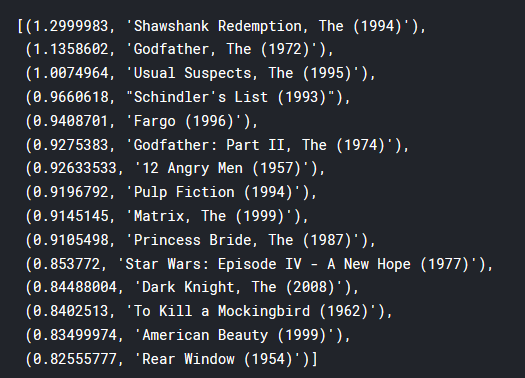 [(1.2999983, 'Shawshank Redemption, The (1994)'),
(1.1358602, 'Godfather, The (1972)'),
(1.0074964, 'Usual Suspects, The (1995)'),
(0.9660618, "Schindler's List (1993)"),
(0.9408701, 'Fargo (1996)'),
(0.9275383, 'Godfather: Part II, The (1974)'),
(0.92633533, '12 Angry Men (1957)'),
(0.9196792, 'Pulp Fiction (1994)'),
(0.9145145, 'Matrix, The (1999)'),
(0.9105498, 'Princess Bride, The (1987)'),
(0.853772, 'Star Wars: Episode IV - A New Hope (1977)'),
(0.84488004, 'Dark Knight, The (2008)'),
(0.8402513, 'To Kill a Mockingbird (1962)'),
(0.83499974, 'American Beauty (1999)'),
(0.82555777, 'Rear Window (1954)')]